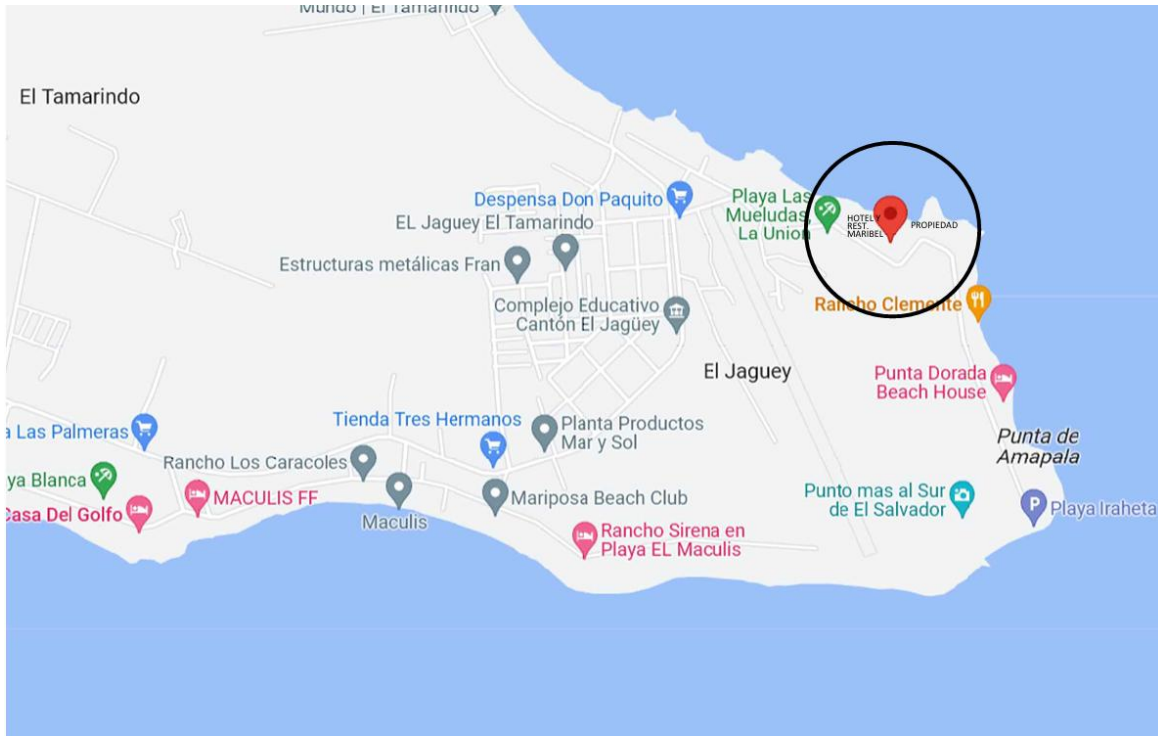 Mundo | El Tamarindo
El Tamarindo
Despensa Don Paquito
Playa Las
Mueludas,
La Union
HOTEL Y
REST.
MARIBEL
PROPIEDAD
EL Jaguey El Tamarindo
Estructuras metálicas Fran
Complejo Educativo
Cantón El Jagüey
Rancho Clemente
El Jaguey
Punta Dorada
Beach House
Tienda Tres Hermanos
Planta Productos
Mar y Sol
a Las Palmeras
Punta de
Amapala
Rancho Los Caracoles
ya Blanca
MACULIS FF
Mariposa Beach Club
Punto mas al Sur
de El Salvador
P
Playa Iraheta
Casa Del Golfo
Maculis
Rancho Sirena en
Playa EL Maculis